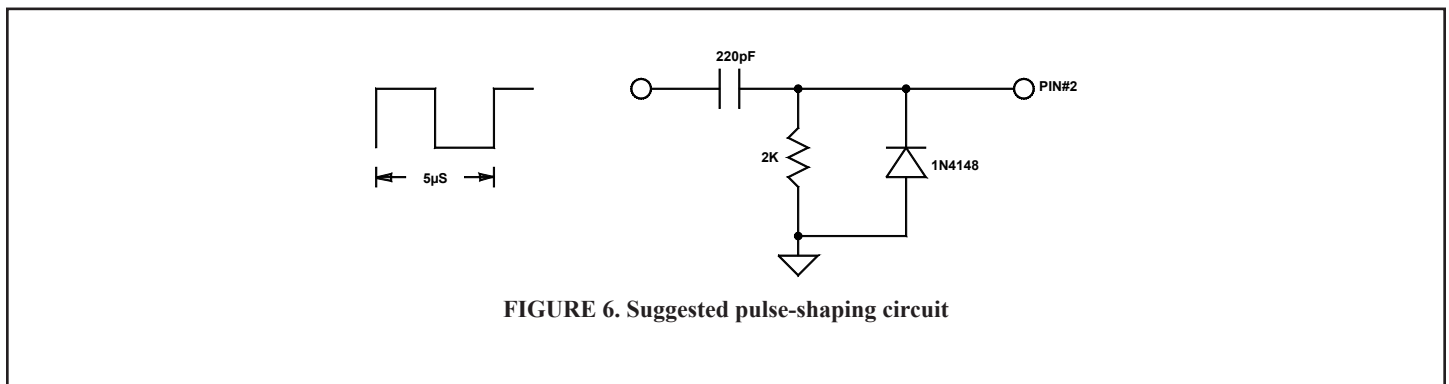 220pF
PIN#2
2K
1N4148
5µS
FIGURE 6. Suggested pulse-shaping circuit